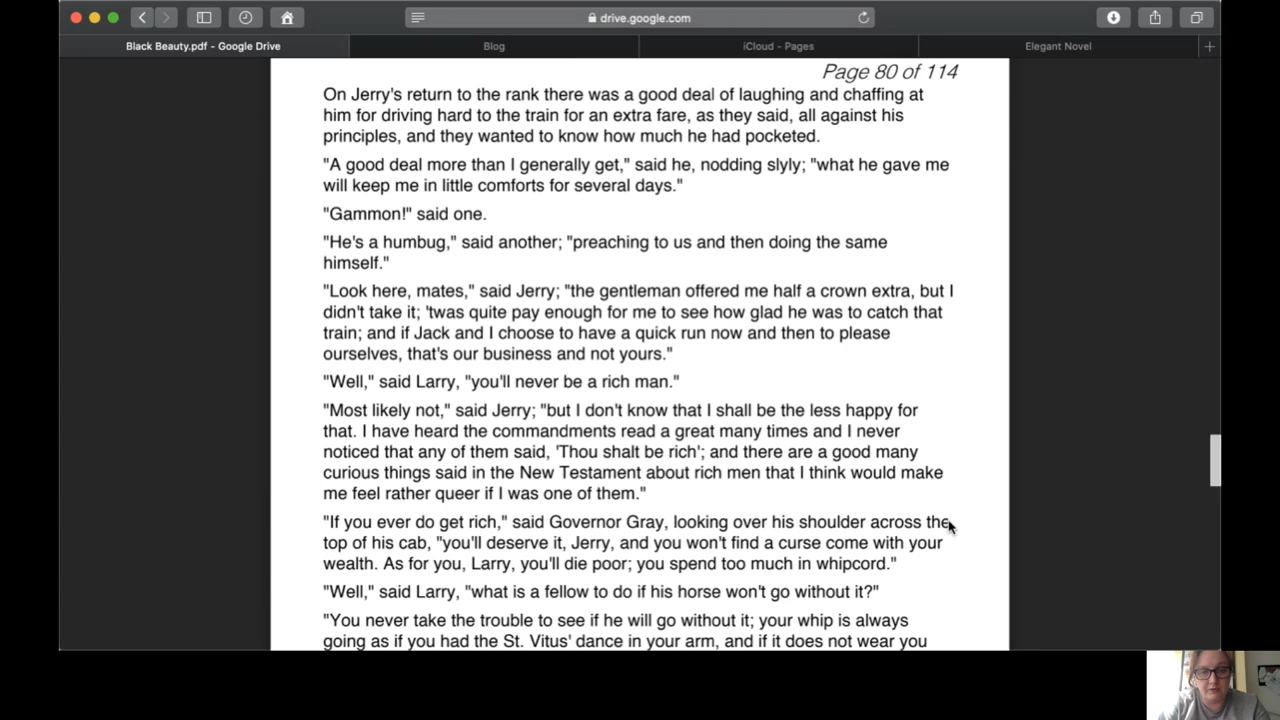 drive.google.com
Black Beauty.pdf - Google Drive
Blog
iCloud - Pages
Elegant Novel
Page 80 of 114
On Jerry's return to the rank there was a good deal of laughing and chaffing at
him for driving hard to the train for an extra fare, as they said, all against his
principles, and they wanted to know how much he had pocketed.
"A good deal more than I generally get," said he, nodding slyly; "what he gave me
will keep me in little comforts for several days."
"Gammon!" said one.
"He's a humbug," said another; "preaching to us and then doing the same
himself."
"Look here, mates," said Jerry; "the gentleman offered me half a crown extra, but I
didn't take it; 'twas quite pay enough for me to see how glad he was to catch that
train; and if Jack and I choose to have a quick run now and then to please
ourselves, that's our business and not yours."
"Well," said Larry, "you'll never be a rich man."
"Most likely not," said Jerry; "but I don't know that I shall be the less happy for
that. I have heard the commandments read a great many times and I never
noticed that any of them said, 'Thou shalt be rich'; and there are a good many
curious things said in the New Testament about rich men that I think would make
me feel rather queer if I was one of them."
"If you ever do get rich," said Governor Gray, looking over his shoulder across the
top of his cab, "you'll deserve it, Jerry, and you won't find a curse come with your
wealth. As for you, Larry, you'll die poor; you spend too much in whipcord."
"Well," said Larry, "what is a fellow to do if his horse won't go without it?"
"You never take the trouble to see if he will go without it; your whip is always
going as if you had the St. Vitus' dance in your arm, and if it does not wear you